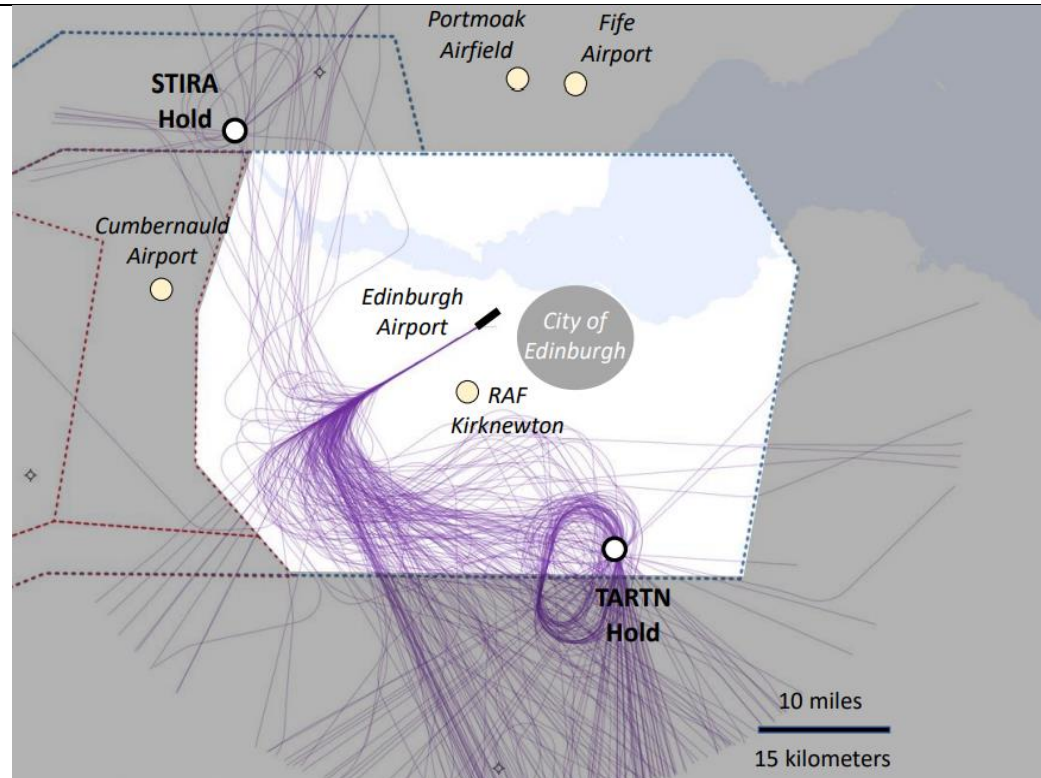 Portmoak
Airfield
Fife
Airport
STIRA
Hold
Cumbernauld
Airport
Edinburgh
Airport
City of
Edinburgh
RAF
Kirknewton
TARTN
Hold
10 miles
15 kilometers